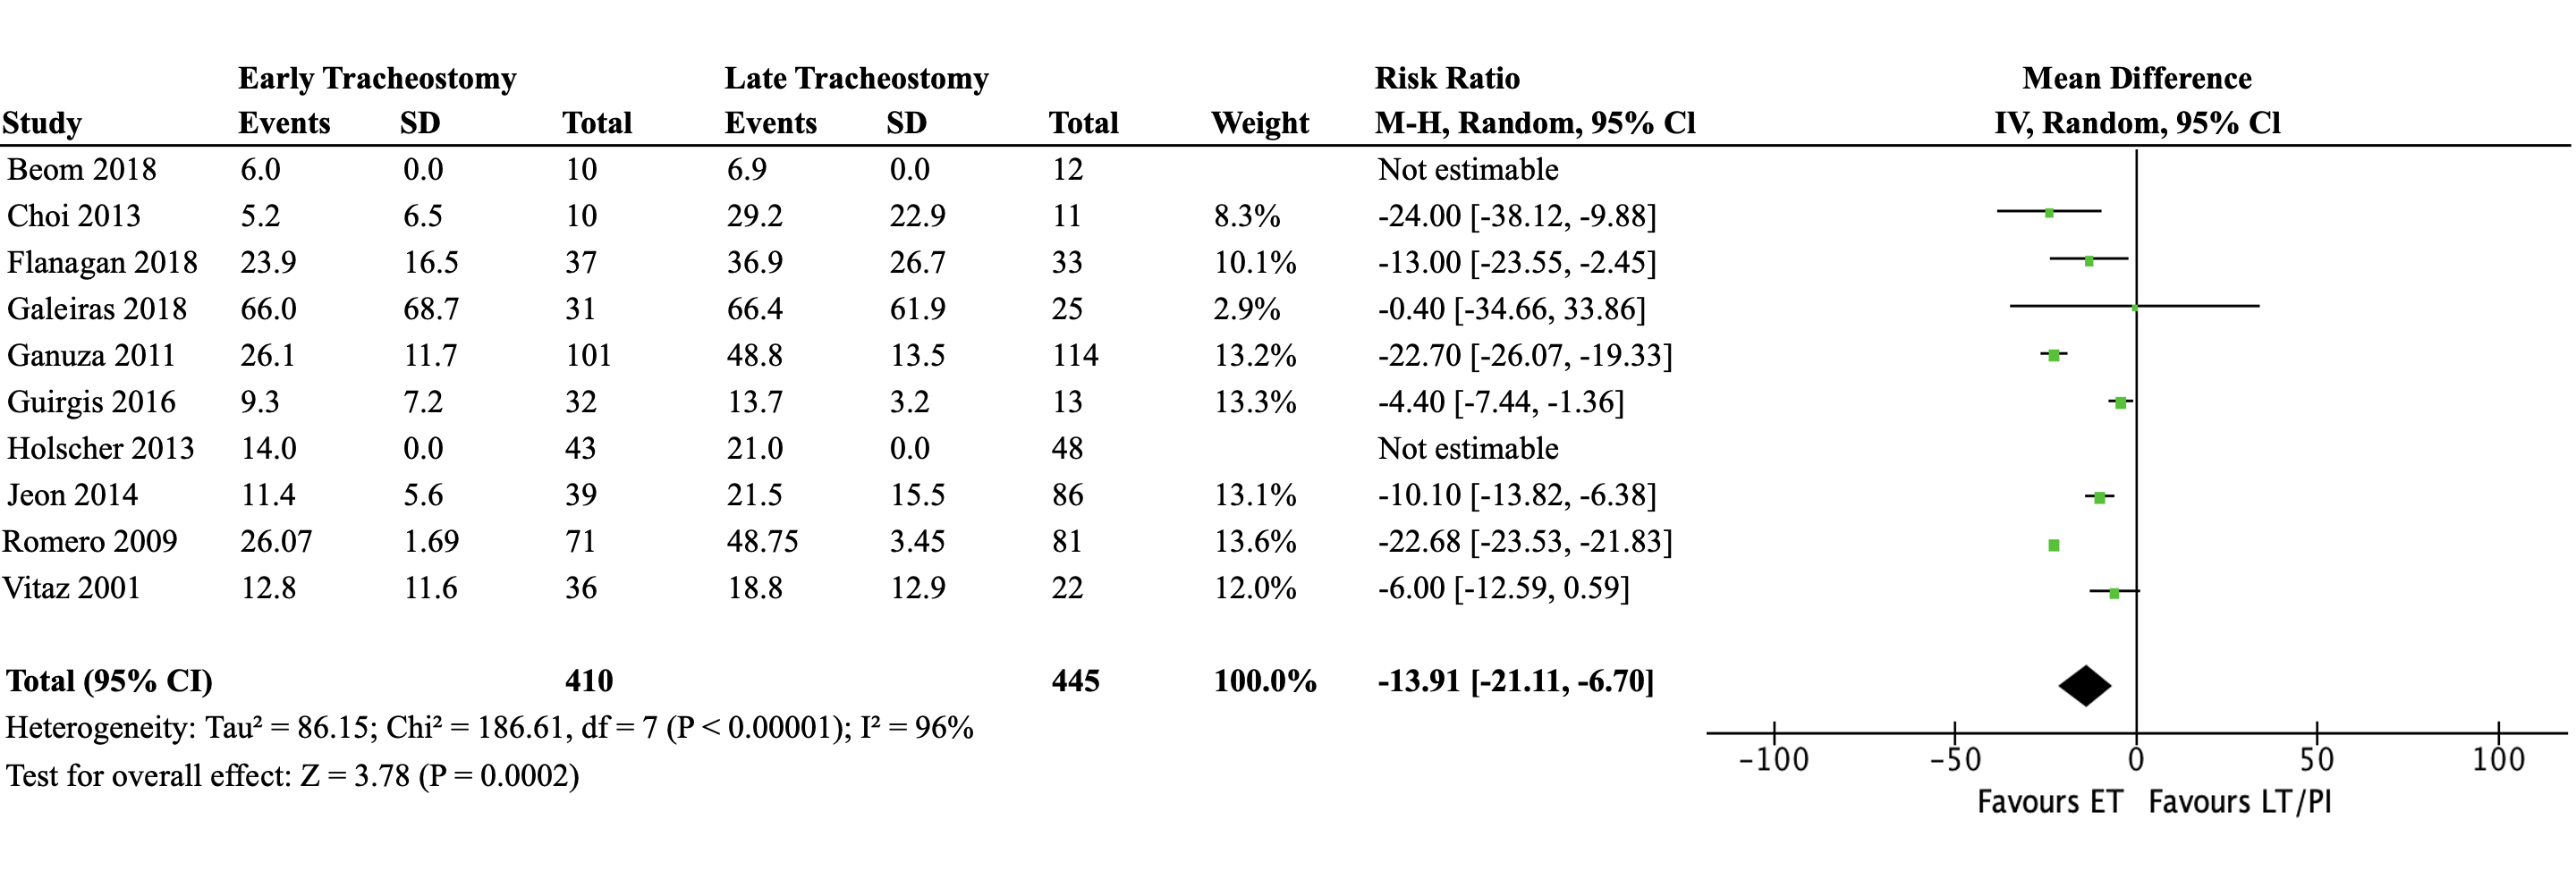 Early Tracheostomy Late Tracheostomy Risk Ratio Mean Difference
Study Events SD Total Events SD Total Weight M-H, Random, 95% Cl IV, Random, 95% Cl
Beom 2018 6.0 0.0 10 6.9 0.0 12 Not estimable
Choi 2013 5.2 6.5 10 29.2 22.9 11 8.3% -24.00 [-38.12, -9.88]
Flanagan 2018 23.9 16.5 37 36.9 26.7 33 10.1% -13.00 [-23.55, -2.45]
Galeiras 2018 66.0 68.7 31 66.4 61.9 25 2.9% -0.40 [-34.66, 33.86]
Ganuza 2011 26.1 11.7 101 48.8 13.5 114 13.2% -22.70 [-26.07, -19.33]
Guirgis 2016 9.3 7.2 32 13.7 3.2 13 13.3% -4.40 [-7.44, -1.36]
Holscher 2013 14.0 0.0 43 21.0 0.0 48 Not estimable
Jeon 2014 11.4 5.6 39 21.5 15.5 86 13.1% -10.10 [-13.82, -6.38]
Romero 2009 26.07 1.69 71 48.75 3.45 81 13.6% -22.68 [-23.53, -21.83]
Vitaz 2001 12.8 11.6 36 18.8 12.9 22 12.0% -6.00 [-12.59, 0.59]
Total (95% CI) 410 445 100.0% -13.91 [-21.11, -6.70]
Heterogeneity: Tau² = 86.15; Chi² = 186.61, df = 7 (P < 0.00001); I² = 96%
Test for overall effect: Z = 3.78 (P = 0.0002)
-100 -50 0 50 100
Favours ET Favours LT/PI